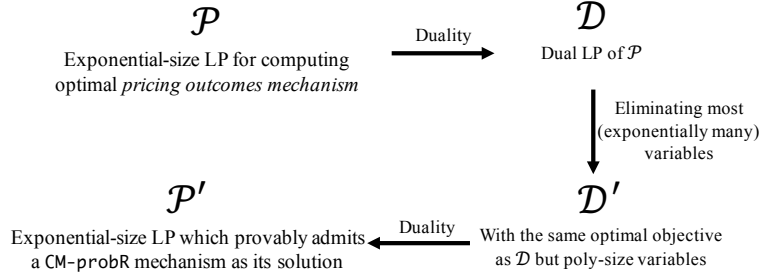 𝒫
Exponential-size LP for computing
optimal pricing outcomes mechanism
Duality
𝒟
Dual LP of 𝒫
Eliminating most
(exponentially many)
variables
𝒫′
Exponential-size LP which provably admits
a CM-probR mechanism as its solution
Duality
𝒟′
With the same optimal objective
as 𝒟 but poly-size variables